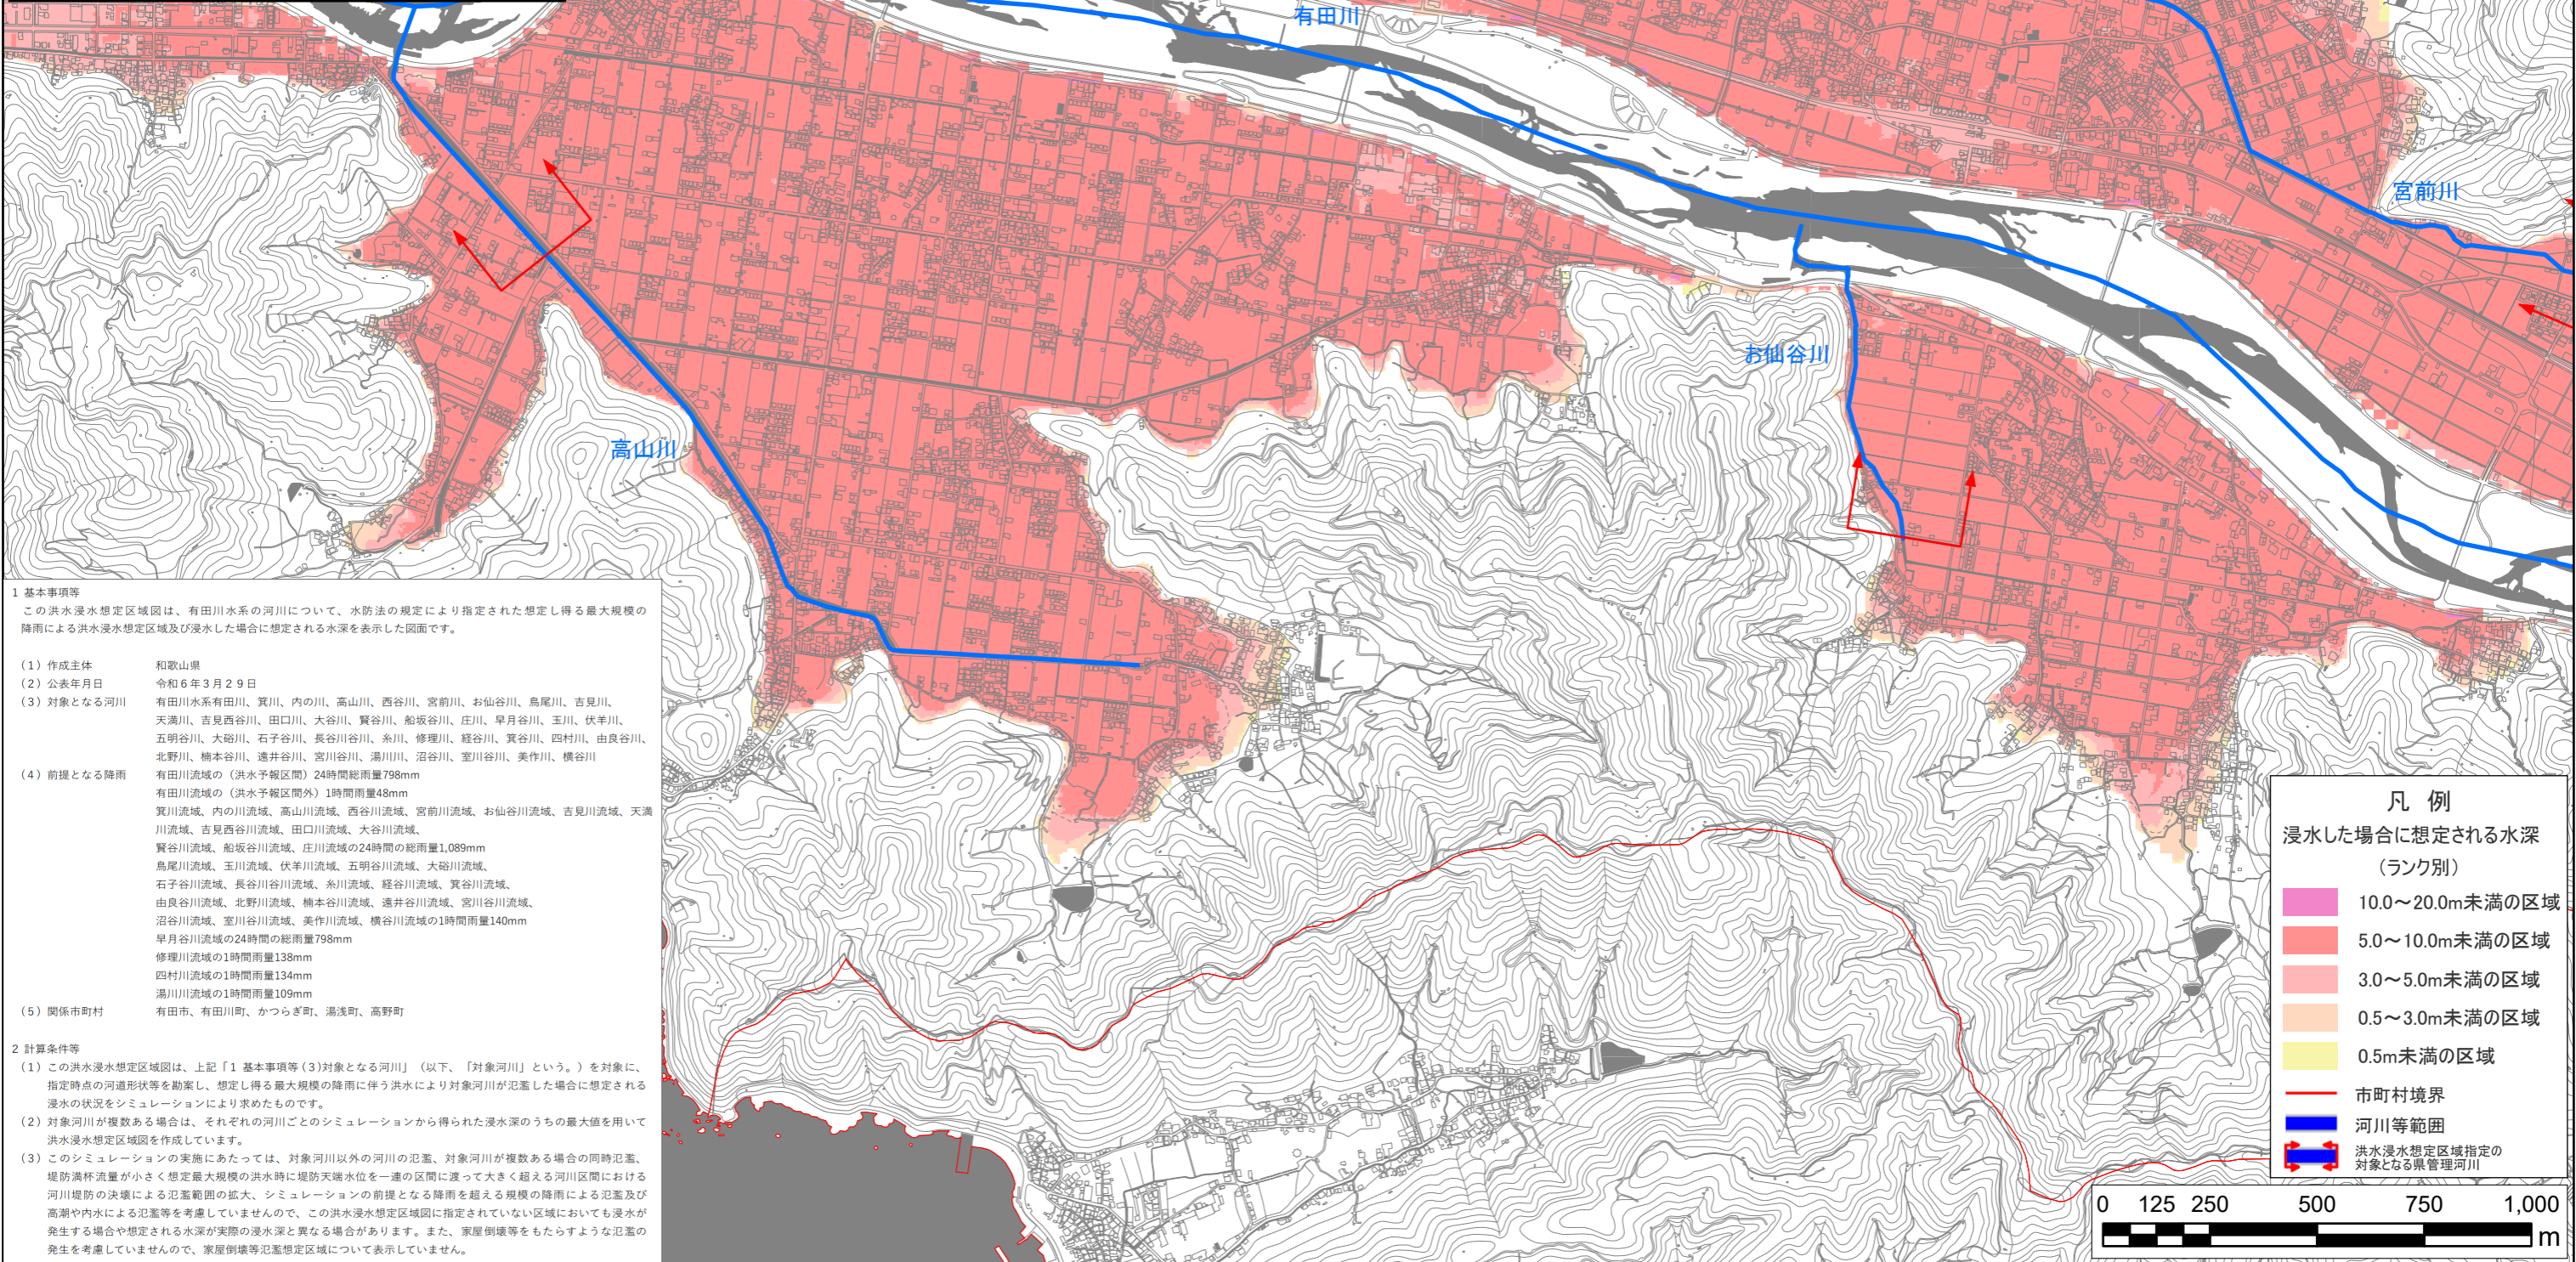 有田川
宮前川
お仙谷川
高山川
1 基本事項等
この洪水浸水想定区域図は、有田川水系の河川について、水防法の規定により指定された想定し得る最大規模の
降雨による洪水浸水想定区域及び浸水した場合に想定される水深を表示した図面です。
（1）作成主体 和歌山県
（2）公表年月日 令和６年３月２９日
（3）対象となる河川 有田川水系有田川、箕川、内の川、高山川、西谷川、宮前川、お仙谷川、鳥尾川、吉見川、
天満川、吉見西谷川、田口川、大谷川、賢谷川、船坂谷川、庄川、早月谷川、玉川、伏羊川、
五明谷川、大硲川、石子谷川、長谷川谷川、糸川、修理川、経谷川、箕谷川、四村川、由良谷川、
北野川、楠本谷川、遠井谷川、宮川谷川、湯川川、沼谷川、室川谷川、美作川、横谷川
（4）前提となる降雨 有田川流域の（洪水予報区間）24時間総雨量798mm
有田川流域の（洪水予報区間外）1時間雨量48mm
箕川流域、内の川流域、高山川流域、西谷川流域、宮前川流域、お仙谷川流域、吉見川流域、天満
川流域、吉見西谷川流域、田口川流域、大谷川流域、
賢谷川流域、船坂谷川流域、庄川流域の24時間の総雨量1,089mm
鳥尾川流域、玉川流域、伏羊川流域、五明谷川流域、大硲川流域、
石子谷川流域、長谷川谷川流域、糸川流域、経谷川流域、箕谷川流域、
由良谷川流域、北野川流域、楠本谷川流域、遠井谷川流域、宮川谷川流域、
沼谷川流域、室川谷川流域、美作川流域、横谷川流域の1時間雨量140mm
早月谷川流域の24時間の総雨量798mm
修理川流域の1時間雨量138mm
四村川流域の1時間雨量134mm
湯川川流域の1時間雨量109mm
（5）関係市町村 有田市、有田川町、かつらぎ町、湯浅町、高野町
2 計算条件等
（1）この洪水浸水想定区域図は、上記「1 基本事項等(3)対象となる河川」（以下、「対象河川」という。）を対象に、
指定時点の河道形状等を勘案し、想定し得る最大規模の降雨に伴う洪水により対象河川が氾濫した場合に想定される
浸水の状況をシミュレーションにより求めたものです。
（2）対象河川が複数ある場合は、それぞれの河川ごとのシミュレーションから得られた浸水深のうちの最大値を用いて
洪水浸水想定区域図を作成しています。
（3）このシミュレーションの実施にあたっては、対象河川以外の河川の氾濫、対象河川が複数ある場合の同時氾濫、
堤防満杯流量が小さく想定最大規模の洪水時に堤防天端水位を一連の区間に渡って大きく超える河川区間における
河川堤防の決壊による氾濫範囲の拡大、シミュレーションの前提となる降雨を超える規模の降雨による氾濫及び
高潮や内水による氾濫等を考慮していませんので、この洪水浸水想定区域図に指定されていない区域においても浸水が
発生する場合や想定される水深が実際の浸水深と異なる場合があります。また、家屋倒壊等をもたらすような氾濫の
発生を考慮していませんので、家屋倒壊等氾濫想定区域について表示していません。
凡 例
浸水した場合に想定される水深
（ランク別）
10.0～20.0m未満の区域
5.0～10.0m未満の区域
3.0～5.0m未満の区域
0.5～3.0m未満の区域
0.5m未満の区域
市町村境界
河川等範囲
洪水浸水想定区域指定の
対象となる県管理河川
0 125 250 500 750 1,000
m